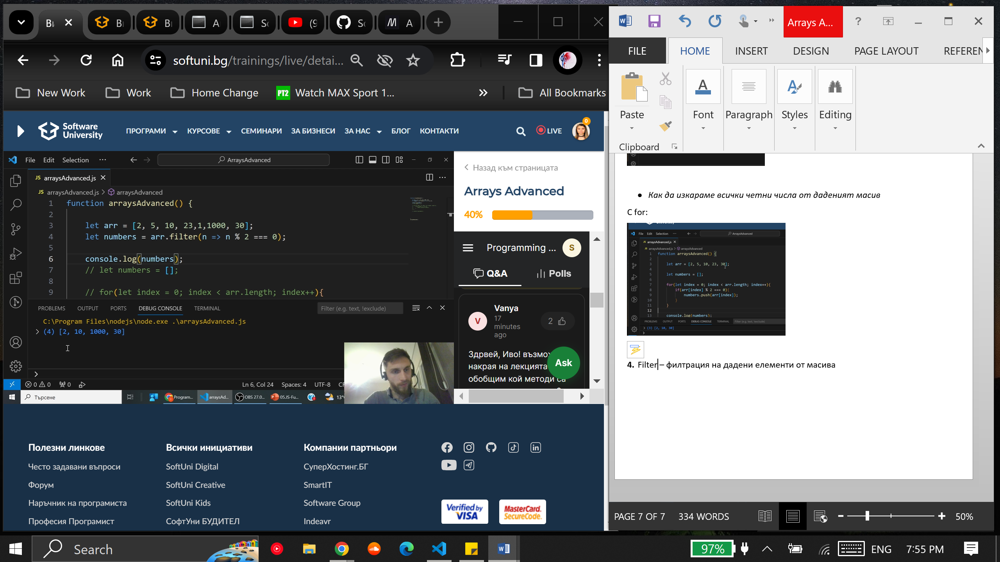 Ви
Ви
Ви
A
Sc
(9
Sc
A
softuni.bg/trainings/live/detai...
New Work
Work
Home Change
PT2 Watch MAX Sport 1...
All Bookmarks
Software University
ПРОГРАМИ
КУРСОВЕ
СЕМИНАРИ
ЗА БИЗНЕСИ
ЗА НАС
БЛОГ
КОНТАКТИ
LIVE
0
File Edit Selection ...
ArraysAdvanced
JS arraysAdvanced.js
JS arraysAdvanced.js > arraysAdvanced
1 function arraysAdvanced() {
2
3 let arr = [2, 5, 10, 23,1,1000, 30];
4 let numbers = arr.filter(n => n % 2 === 0);
5
6 console.log(numbers);
7 // let numbers = [];
8
9 // for(let index = 0; index < arr.length; index++){
PROBLEMS OUTPUT PORTS DEBUG CONSOLE TERMINAL
Filter (e.g. text, !exclude)
C:\Program Files\nodejs\node.exe .\arraysAdvanced.js
> (4) [2, 10, 1000, 30]
>
0 0 0
Ln 6, Col 24 Spaces: 4 UTF-8
Търсене
Program...
arraysAd...
OBS 27.0...
05.JS-Fu...
13°
Назад към страницата
Arrays Advanced
40%
Programming ...
S
Q&A
Polls
V
Vanya
17
minutes
ago
2
Здрвей, Иво!
накрая на лекцията
обобщим кой методи са
Ask
Полезни линкове
Често задавани въпроси
Форум
Наръчник на програмиста
Професия Програмист
Всички инициативи
SoftUni Digital
SoftUni Creative
SoftUni Kids
СофтУни БУДИТЕЛ
Компании партньори
СуперХостинг.БГ
SmartIT
Software Group
Indeavr
Verified by
VISA
MasterCard.
SecureCode.
Arrays A...
?
FILE
HOME
INSERT
DESIGN
PAGE LAYOUT
REFEREN
Paste
Font
Paragraph
Styles
Editing
Clipboard
● Как да изкараме всички четни числа от даденият масив
C for:
File Edit Selection ...
ArraysAdvanced
JS arraysAdvanced.js
JS arraysAdvanced.js > arraysAdvanced
1 function arraysAdvanced() {
2
3 let arr = [2, 5, 10, 23, 30];
4
5 let numbers = [];
6
7 for(let index = 0; index < arr.length; index++){
8 if(arr[index] % 2 === 0){
9 numbers.push(arr[index]);
10 }
11 }
12
13 console.log(numbers);
PROBLEMS OUTPUT PORTS DEBUG CONSOLE TERMINAL Filter (e.g. text, !exclude)
> (3) [2, 10, 30]
>
4. Filter – филтрация на дадени елементи от масива
PAGE 7 OF 7
334 WORDS
50%
Search
97%
ENG
7:55 PM